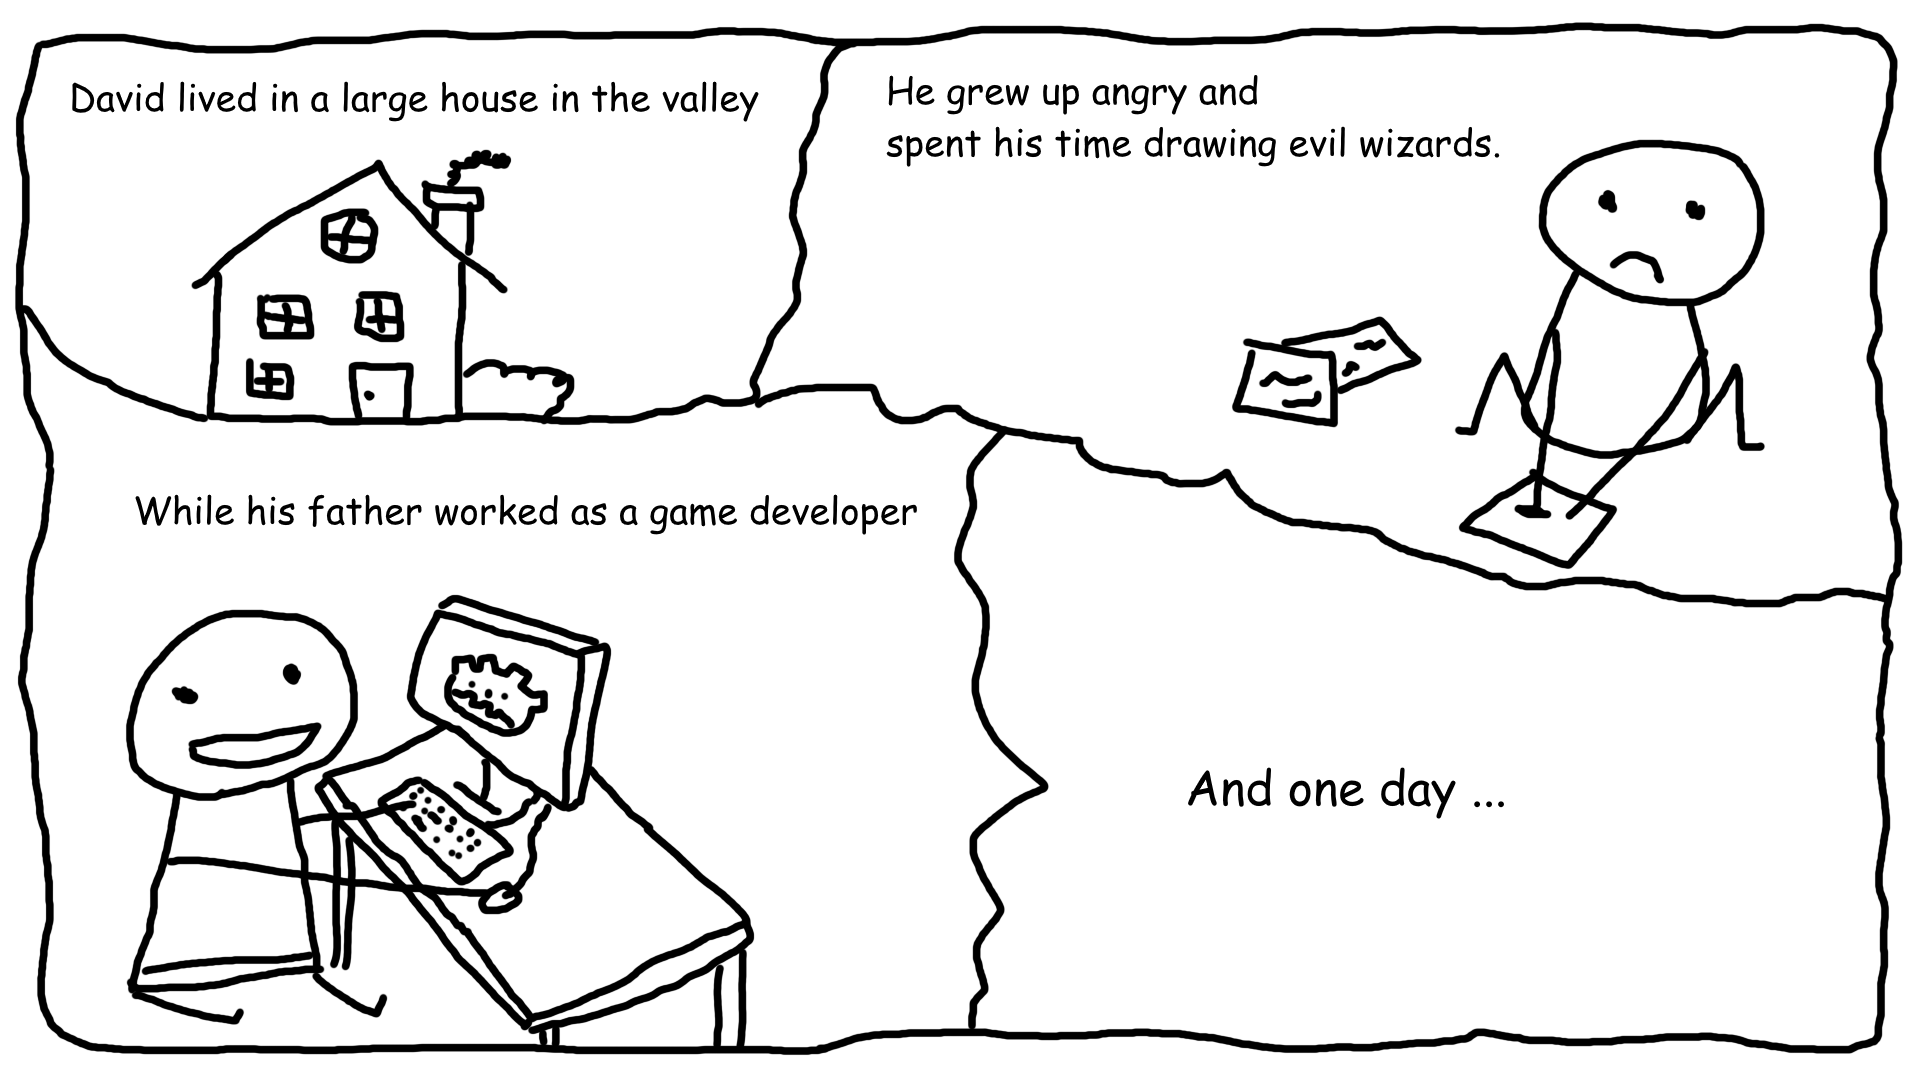 David lived in a large house in the valley
He grew up angry and
spent his time drawing evil wizards.
While his father worked as a game developer
And one day ...